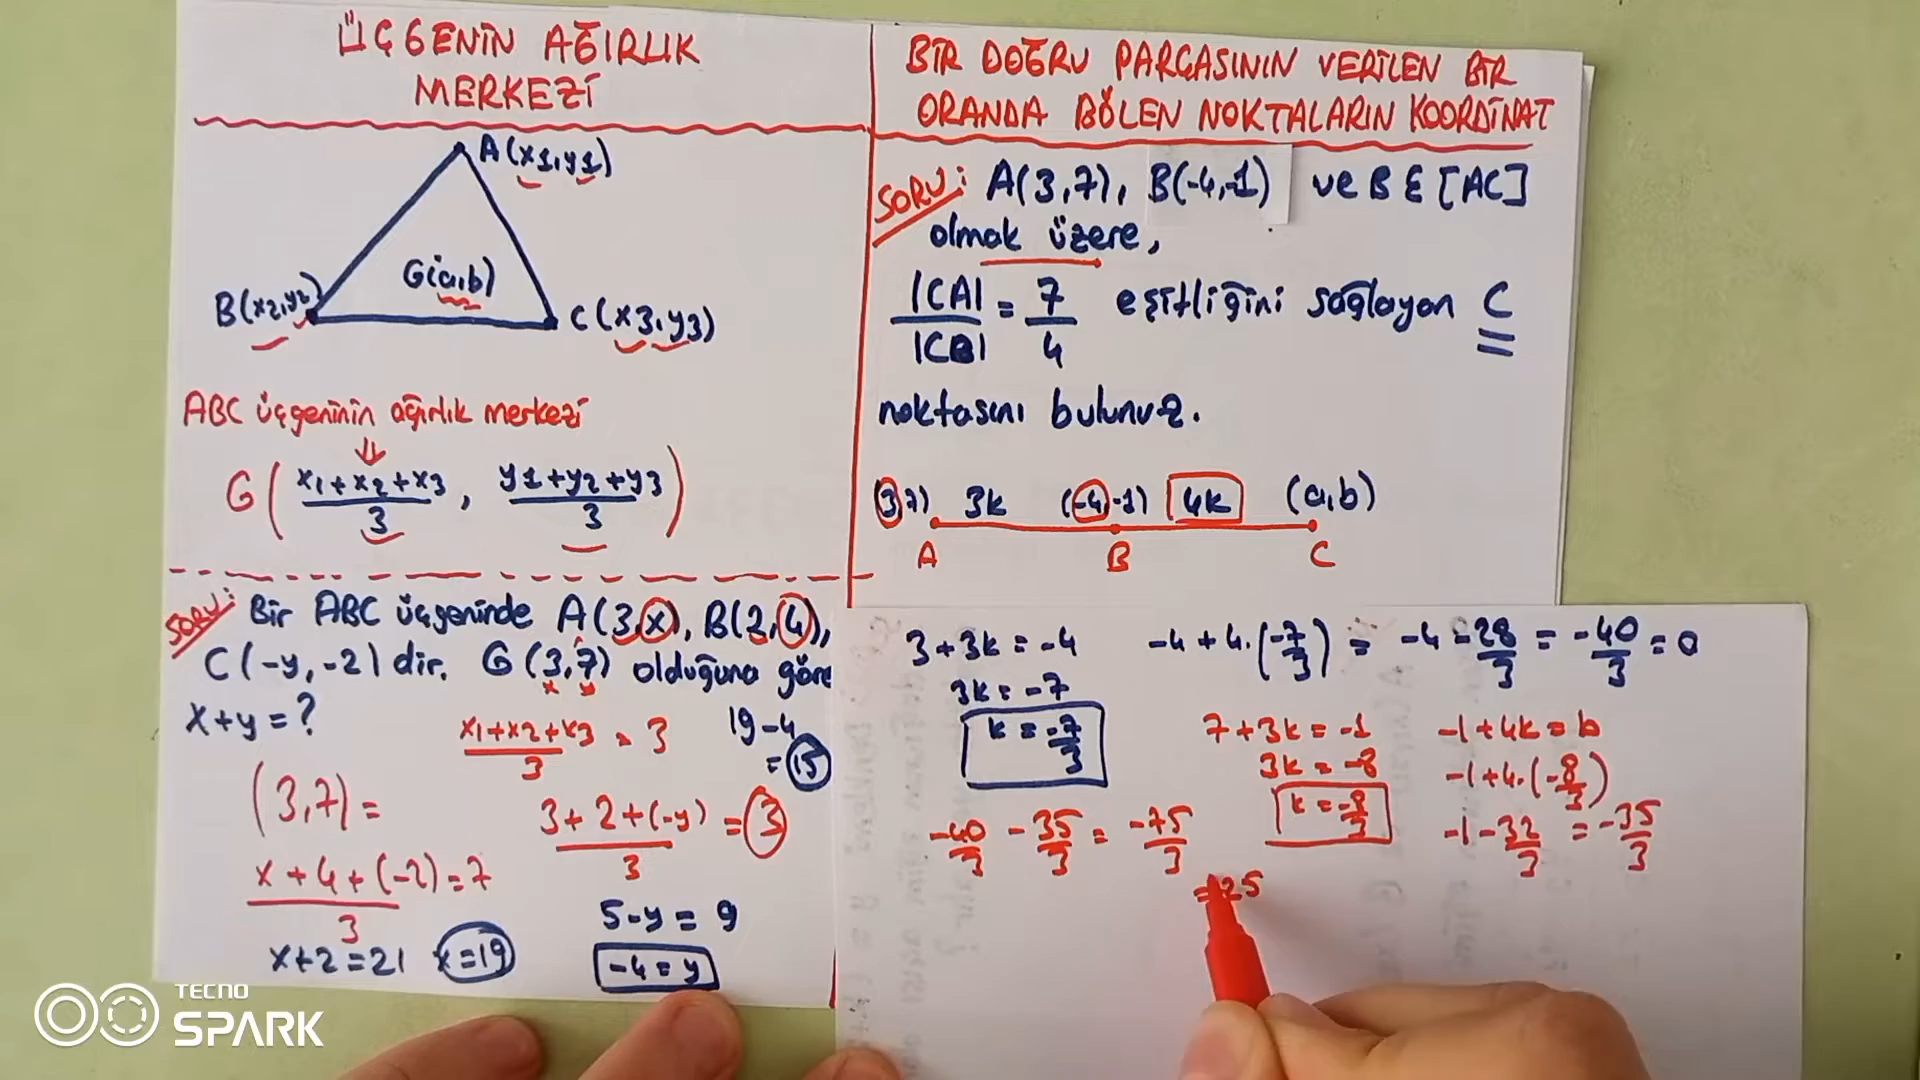 ÜÇGENİN AĞIRLIK
MERKEZİ
A(x1,y1)
G(a,b)
B(x2,y2)
C(x3,y3)
ABC üçgeninin ağırlık merkezi
⇓
G( x1+x2+x3 / 3 , y1+y2+y3 / 3 )
SORU: Bir ABC üçgeninde A(3,x), B(2,4),
C(-y,-2) dir. G(3,7) olduğuna göre
x y
x+y=?
x1+x2+x3 / 3 = 3
19-4
=15
(3,7)=
3+2+(-y) / 3 = 3
x+4+(-2) / 3 = 7
5-y=9
x+2=21 x=19
-4=y
BİR DOĞRU PARÇASININ VERİLEN BİR
ORANDA BÖLEN NOKTALARIN KOORDİNAT
SORU: A(3,7), B(-4,-1) ve B E [AC]
olmak üzere,
|CA| / |CB| = 7/4 eşitliğini sağlayan C
noktasını bulunuz.
(3,7) 3k (-4,-1) 4k (a,b)
A B C
3+3k=-4 -4+4.(-7/3) = -4-28/3 = -40/3 = a
3k=-7
k=-7/3
7+3k=-1 -1+4k=b
3k=-8 -1+4.(-8/3)
k=-8/3 -1-32/3 = -35/3
-40/3 -35/3 = -75/3
=-25
TECNO
SPARK